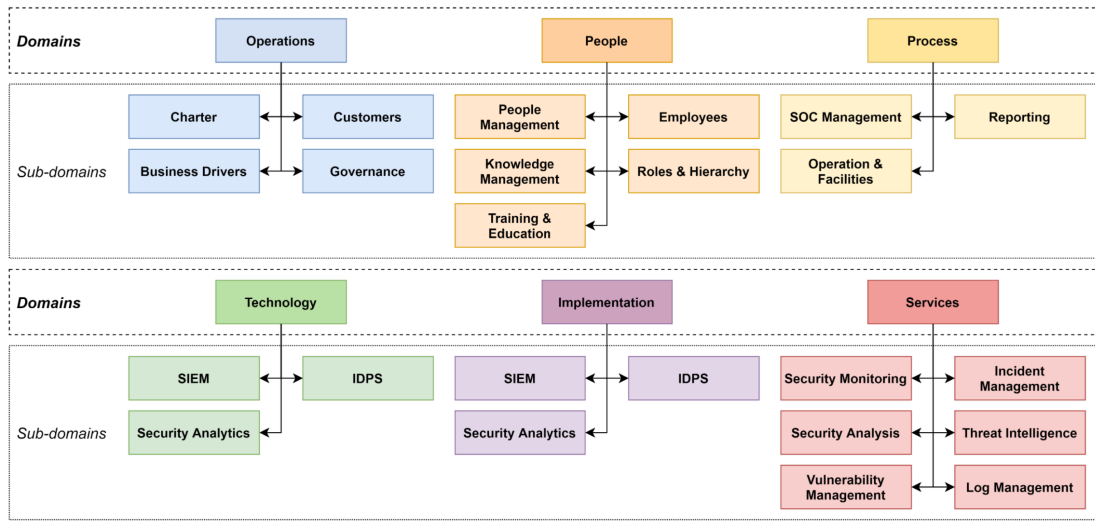 Domains
Operations
People
Process
Sub-domains
Charter
Customers
People
Management
Employees
SOC Management
Reporting
Business Drivers
Governance
Knowledge
Management
Roles & Hierarchy
Operation &
Facilities
Training &
Education
Domains
Technology
Implementation
Services
Sub-domains
SIEM
IDPS
SIEM
IDPS
Security Monitoring
Incident
Management
Security Analytics
Security Analytics
Security Analysis
Threat Intelligence
Vulnerability
Management
Log Management